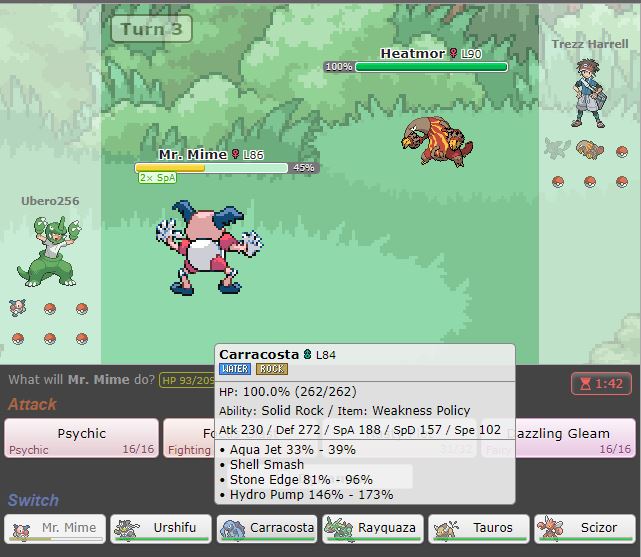 Turn 3
Trezz Harrell
Heatmor L90
100%
Mr. Mime L86
45%
2x SpA
Ubero256
What will Mr. Mime do? HP 93/209
1:42
Attack
Psychic
Psychic 16/16
Fo
Fighting
Dazzling Gleam
Fairy 16/16
Carracosta L84
WATER ROCK
HP: 100.0% (262/262)
Ability: Solid Rock / Item: Weakness Policy
Atk 230 / Def 272 / SpA 188 / SpD 157 / Spe 102
• Aqua Jet 33% - 39%
• Shell Smash
• Stone Edge 81% - 96%
• Hydro Pump 146% - 173%
Switch
Mr. Mime
Urshifu
Carracosta
Rayquaza
Tauros
Scizor